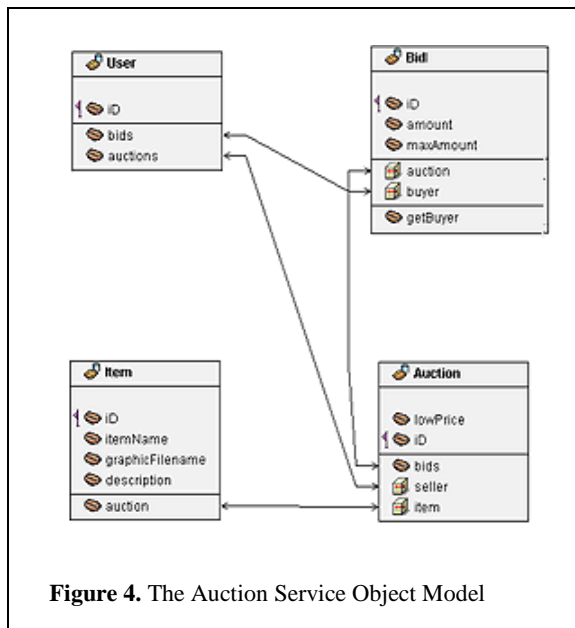 User
iD
bids
auctions
Bid
iD
amount
maxAmount
auction
buyer
getBuyer
Item
iD
itemName
graphicFilename
description
auction
Auction
lowPrice
iD
bids
seller
item
Figure 4. The Auction Service Object Model